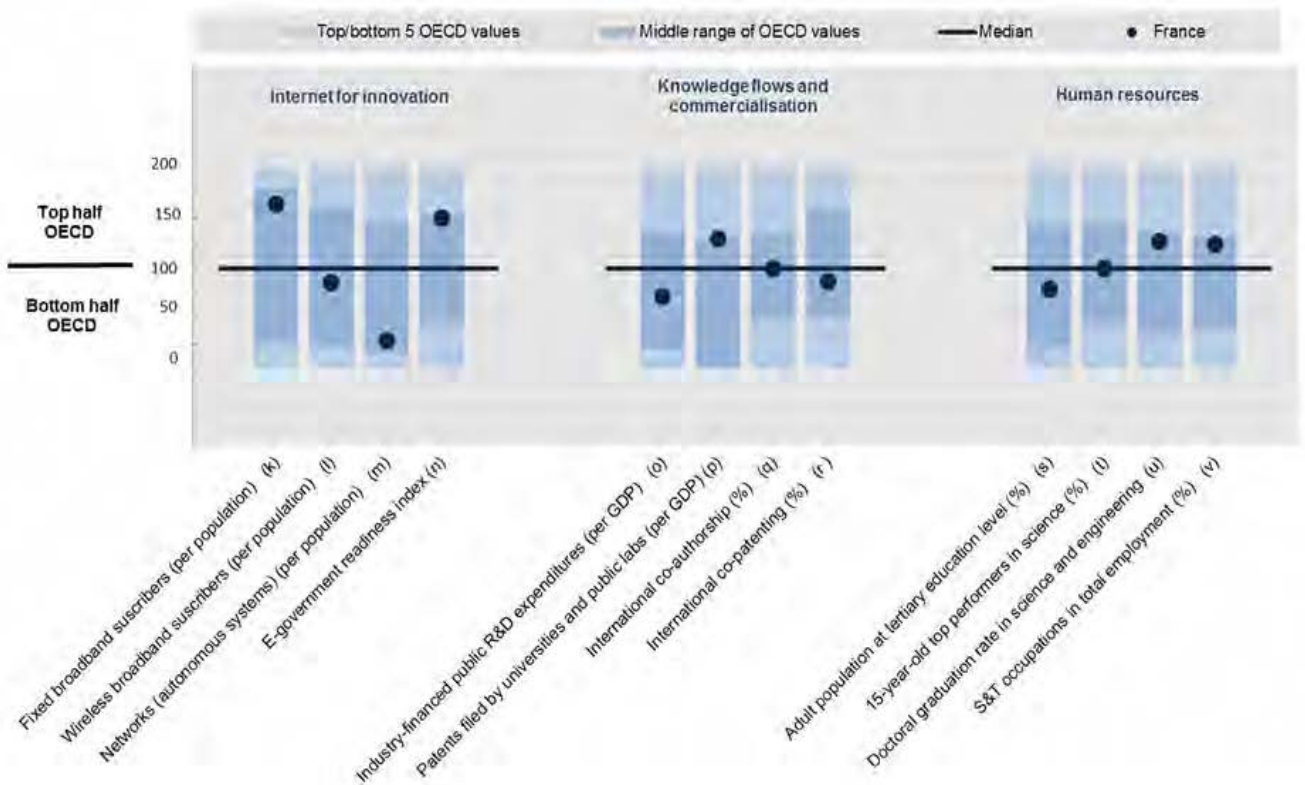 Top/bottom 5 OECD values
Middle range of OECD values
Median
France
Internet for innovation
Knowledge flows and
commercialisation
Human resources
200
150
100
50
0
Top half
OECD
Bottom half
OECD
Fixed broadband suscribers (per population) (k)
Wireless broadband suscribers (per population) (l)
Networks (autonomous systems) (per population) (m)
E-government readiness index (n)
Industry-financed public R&D expenditures (per GDP) (o)
Patents filed by universities and public labs (per GDP) (p)
International co-authorship (%) (q)
International co-patenting (%) (r)
Adult population at tertiary education level (%) (s)
15-year-old top performers in science (%) (t)
Doctoral graduation rate in science and engineering (u)
S&T occupations in total employment (%) (v)